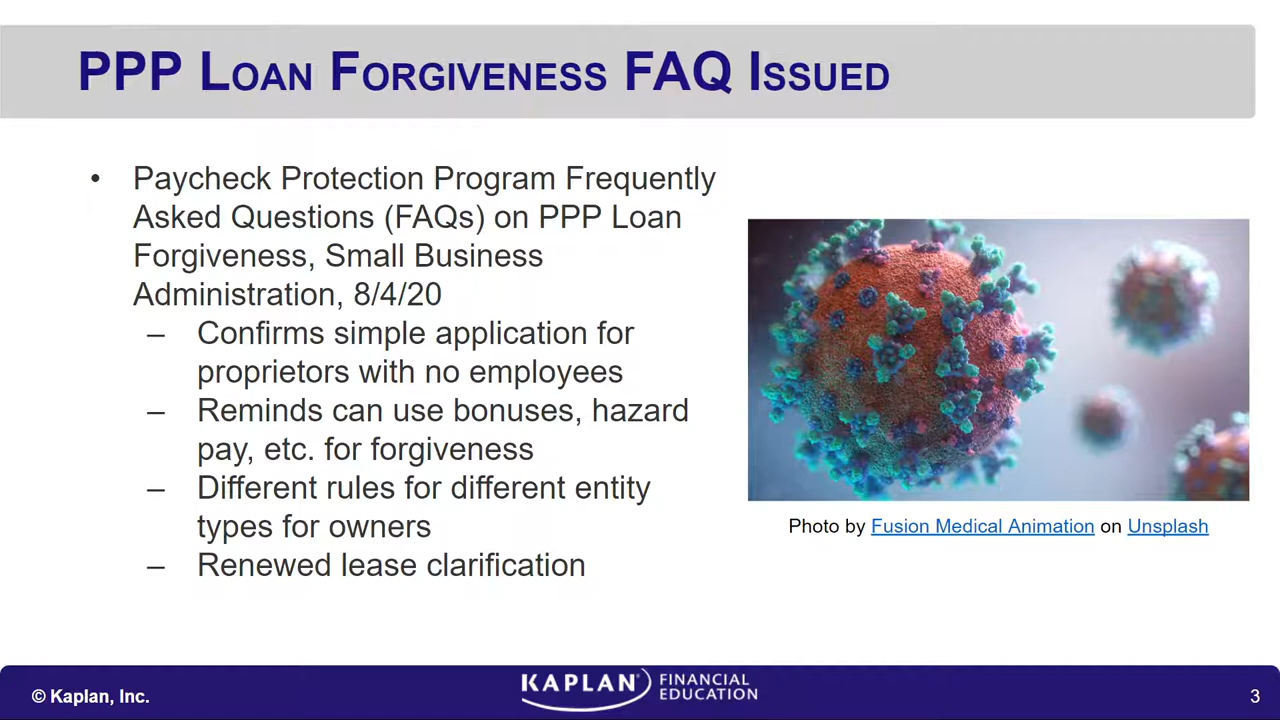 PPP LOAN FORGIVENESS FAQ ISSUED
• Paycheck Protection Program Frequently
Asked Questions (FAQs) on PPP Loan
Forgiveness, Small Business
Administration, 8/4/20
– Confirms simple application for
proprietors with no employees
– Reminds can use bonuses, hazard
pay, etc. for forgiveness
– Different rules for different entity
types for owners
– Renewed lease clarification
Photo by Fusion Medical Animation on Unsplash
© Kaplan, Inc.
KAPLAN
FINANCIAL
EDUCATION
3